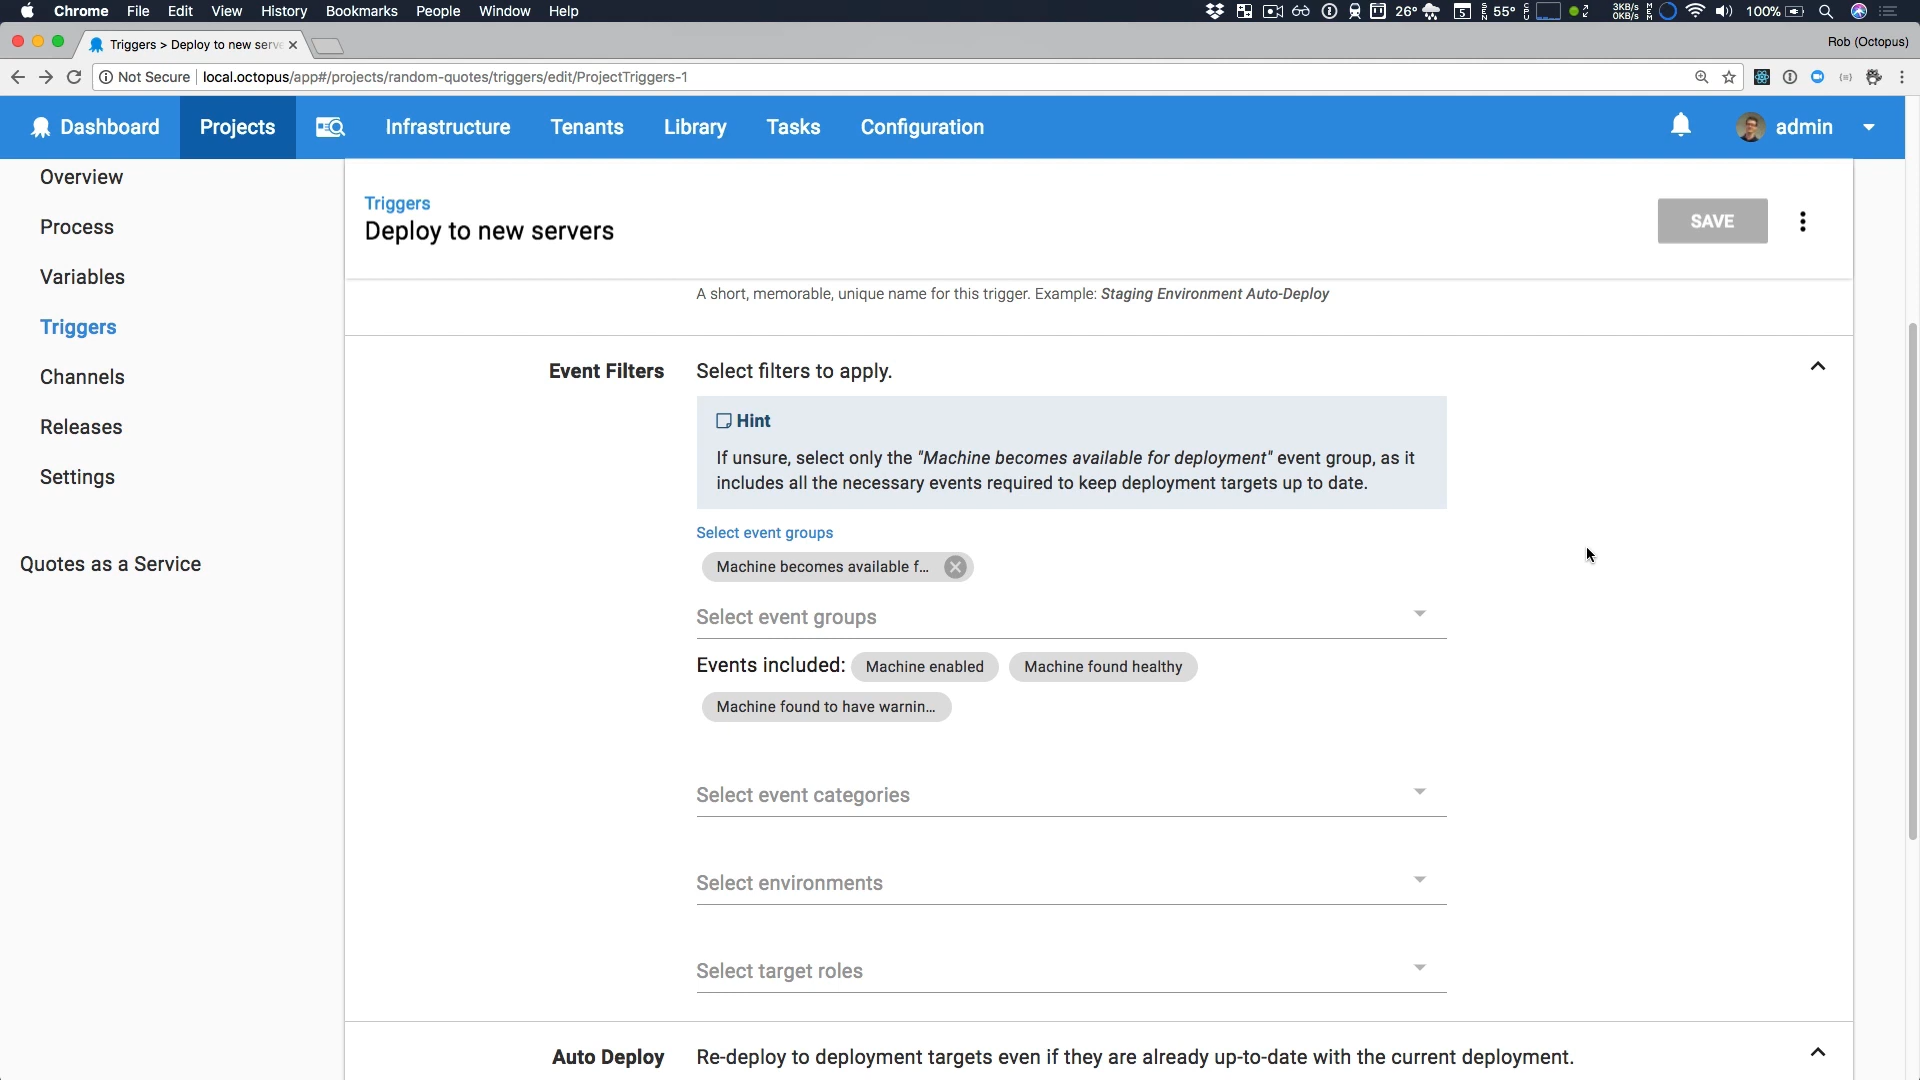 Chrome File Edit View History Bookmarks People Window Help 26° 5 55° 3KB/s 0KB/s 100%
Triggers > Deploy to new serve
Rob (Octopus)
Not Secure local.octopus/app#/projects/random-quotes/triggers/edit/ProjectTriggers-1
Dashboard Projects Infrastructure Tenants Library Tasks Configuration admin
Overview
Process
Variables
Triggers
Channels
Releases
Settings
Quotes as a Service
Triggers
Deploy to new servers
SAVE
A short, memorable, unique name for this trigger. Example: Staging Environment Auto-Deploy
Event Filters Select filters to apply.
Hint
If unsure, select only the "Machine becomes available for deployment" event group, as it
includes all the necessary events required to keep deployment targets up to date.
Select event groups
Machine becomes available f...
Select event groups
Events included: Machine enabled Machine found healthy
Machine found to have warnin...
Select event categories
Select environments
Select target roles
Auto Deploy Re-deploy to deployment targets even if they are already up-to-date with the current deployment.